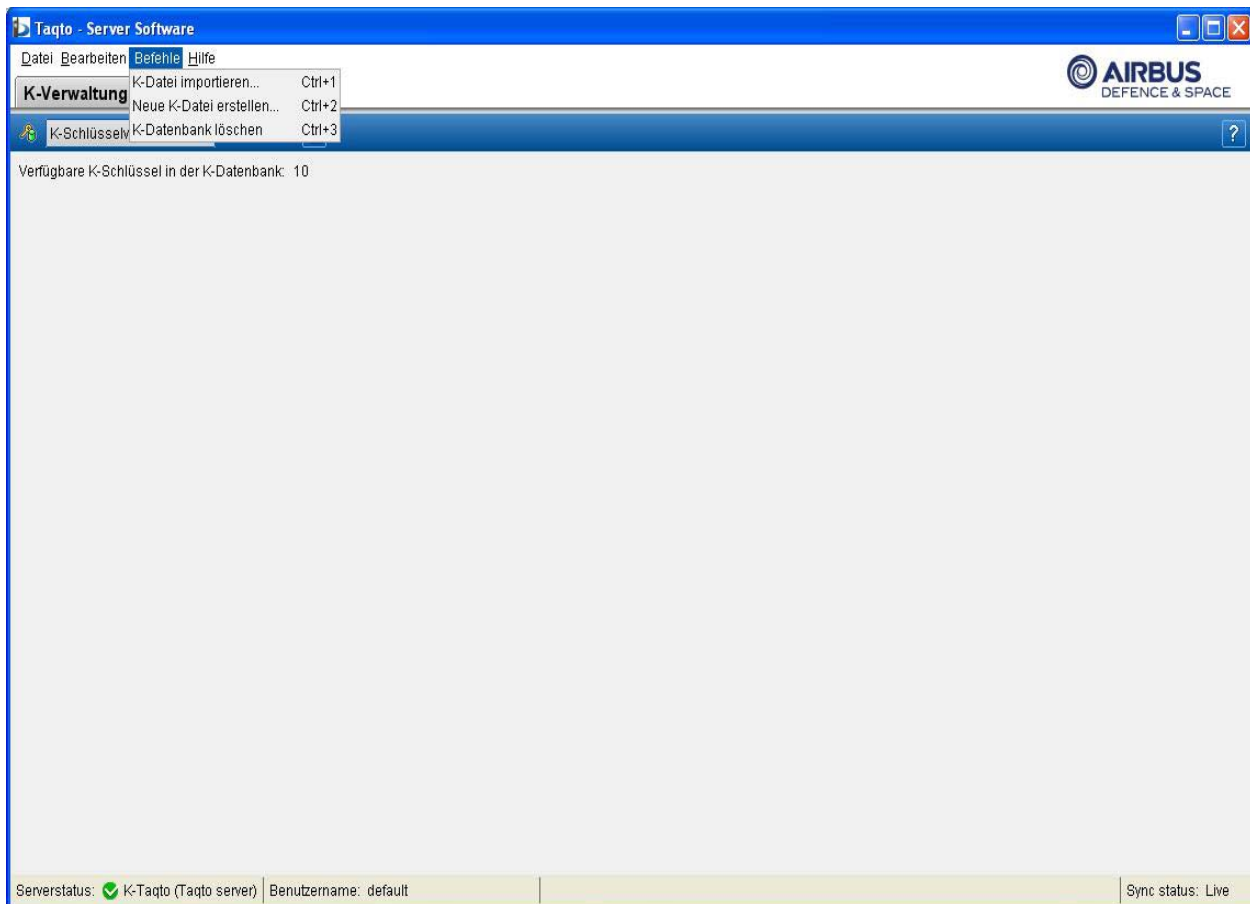 Taqto - Server Software
Datei Bearbeiten Befehle Hilfe
AIRBUS
DEFENCE & SPACE
K-Verwaltung
K-Datei importieren... Ctrl+1
Neue K-Datei erstellen... Ctrl+2
K-Datenbank löschen Ctrl+3
K-Schlüsselv
?
Verfügbare K-Schlüssel in der K-Datenbank: 10
Serverstatus: K-Taqto (Taqto server) Benutzername: default Sync status: Live